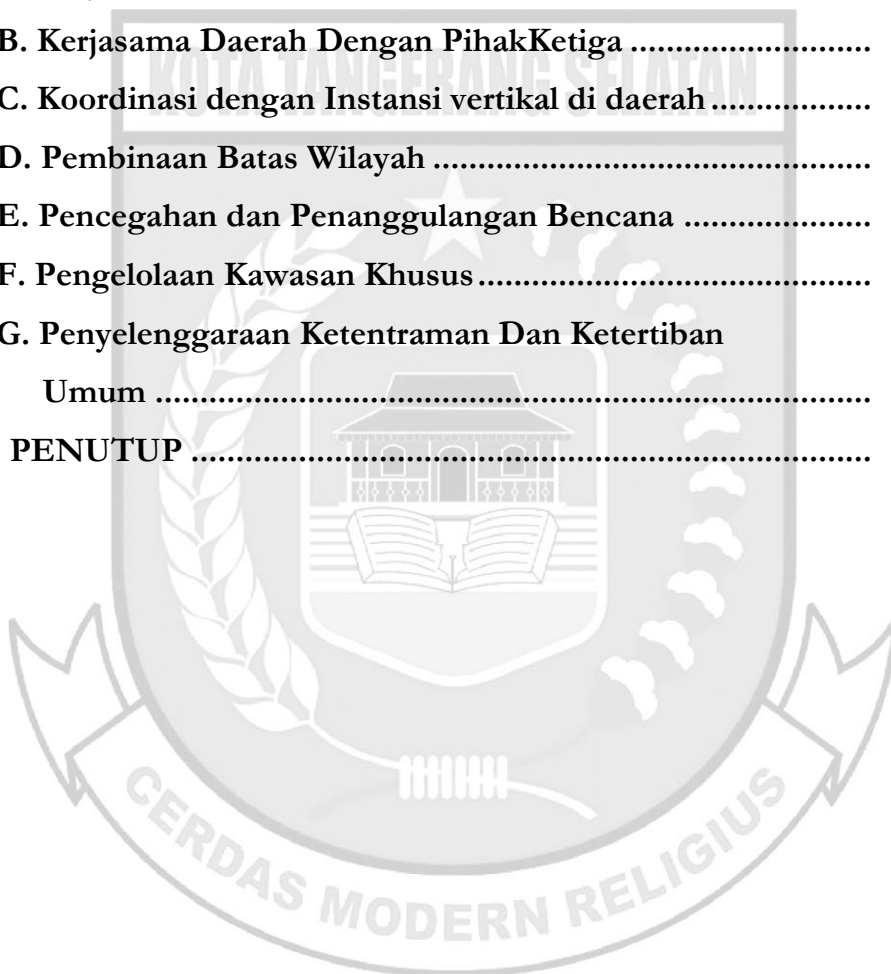 B. Kerjasama Daerah Dengan PihakKetiga ...........................
KOTA TANGERANG SELATAN
C. Koordinasi dengan Instansi vertikal di daerah ..................
D. Pembinaan Batas Wilayah .................................................
E. Pencegahan dan Penanggulangan Bencana .....................
F. Pengelolaan Kawasan Khusus ............................................
G. Penyelenggaraan Ketentraman Dan Ketertiban
Umum ................................................................................
PENUTUP ............................................................................
CERDAS MODERN RELIGIUS